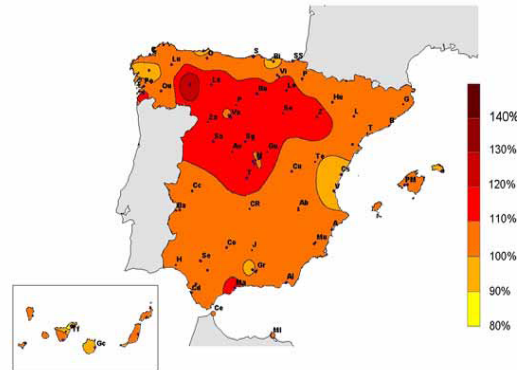 O
S
Bi
SS
Lu
Vi
P
Po
Ou
Le
Bu
Lo
Hu
P
Va
So
Z
L
G
B
T
Za
Sa
Sg
Av
Gu
M
T
Te
Cu
Cs
V
Cc
PM
Ba
CR
Ab
A
Mu
Co
J
H
Se
Gr
Al
Ma
Ca
Ce
Ml
Tf
Gc
140%
130%
120%
110%
100%
90%
80%